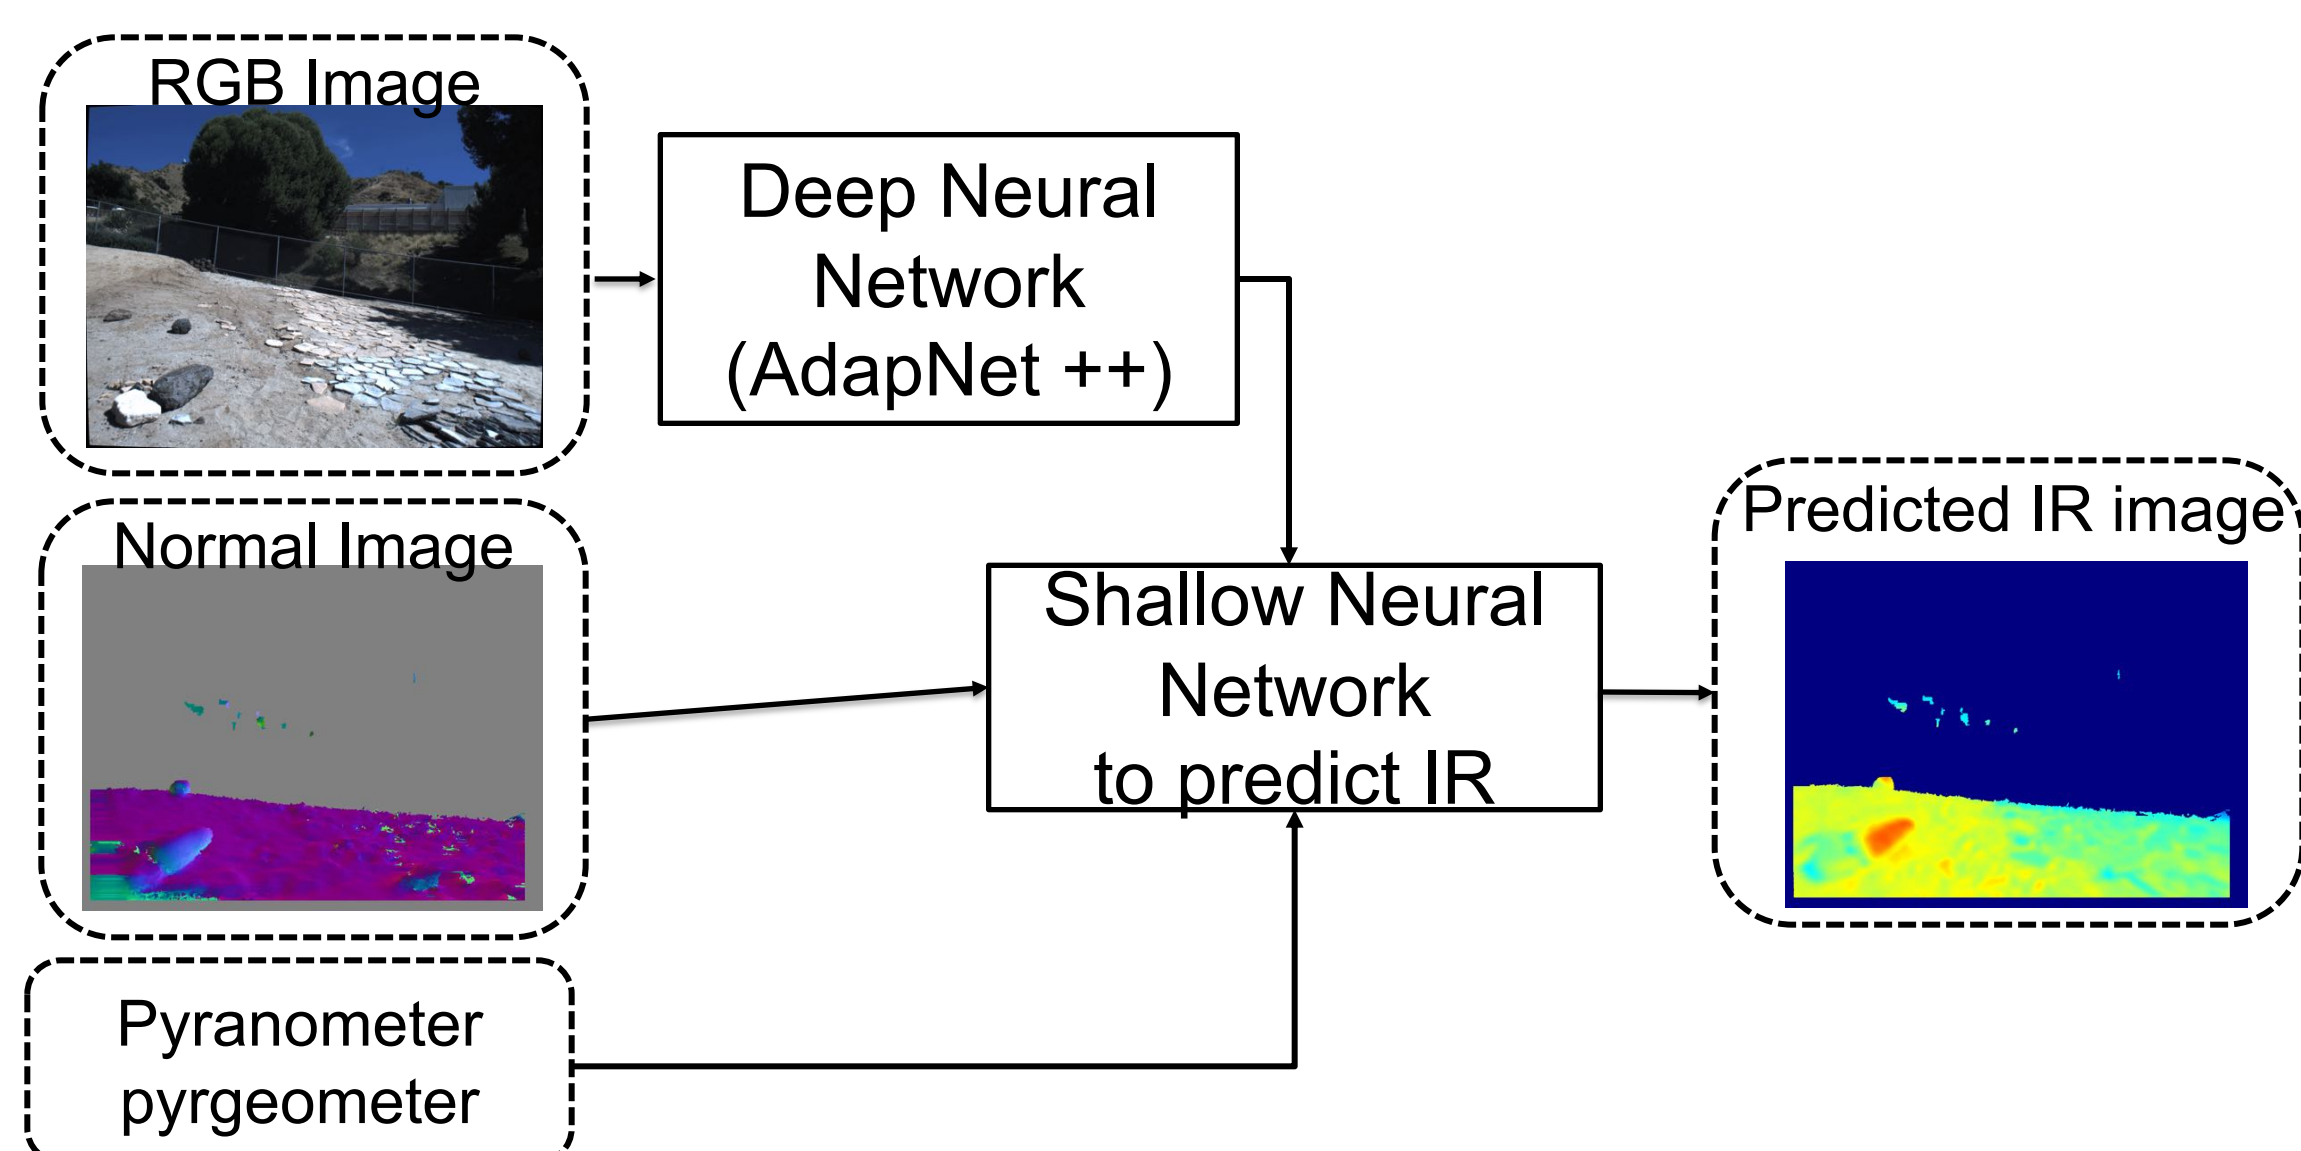 RGB Image
Deep Neural
Network
(AdapNet ++)
Normal Image
Shallow Neural
Network
to predict IR
Pyranometer
pyrgeometer
Predicted IR image